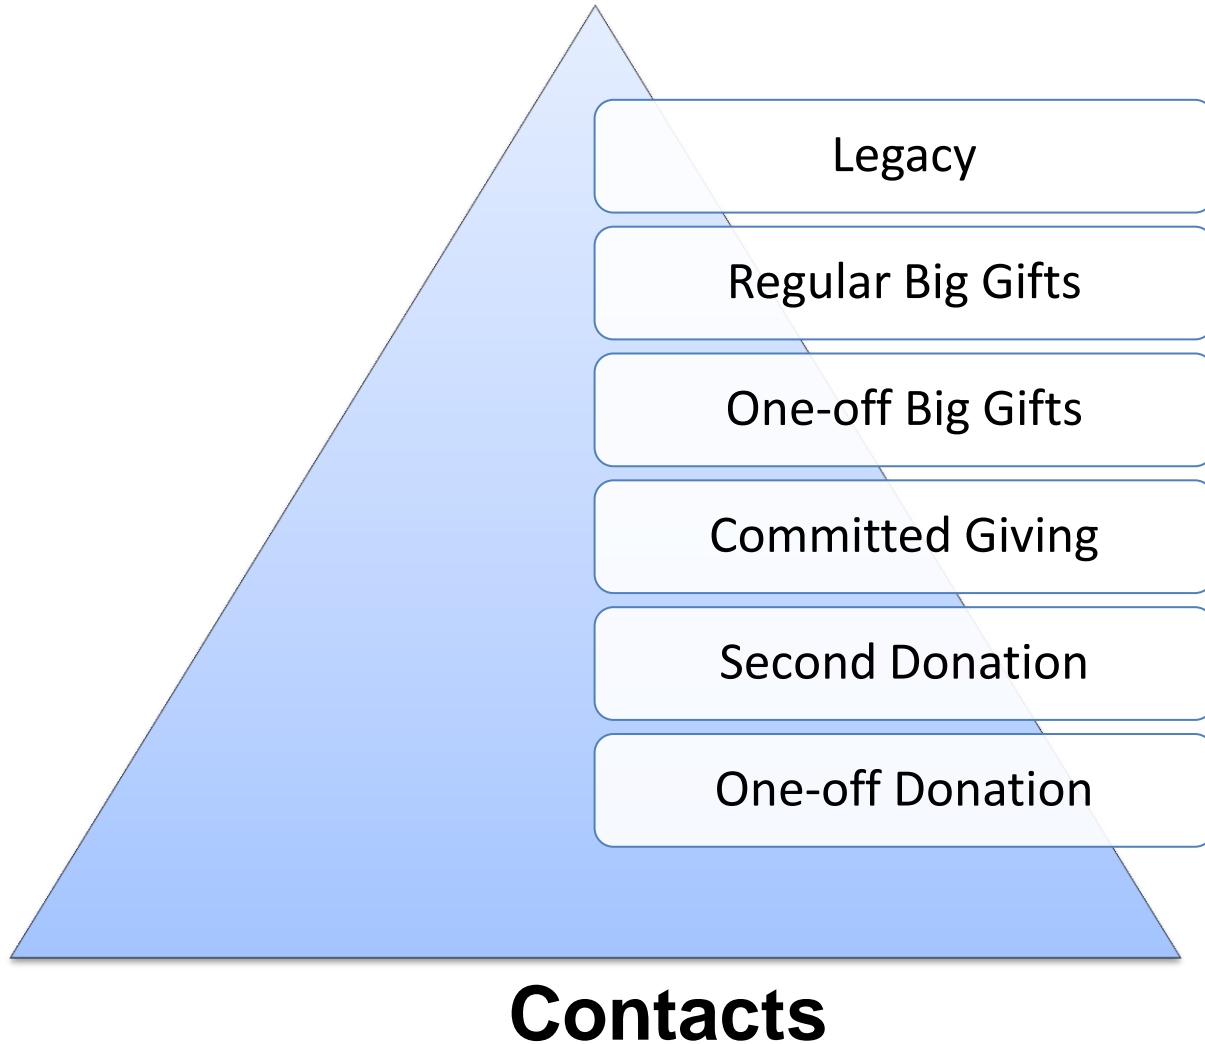 Legacy
Regular Big Gifts
One-off Big Gifts
Committed Giving
Second Donation
One-off Donation
Contacts